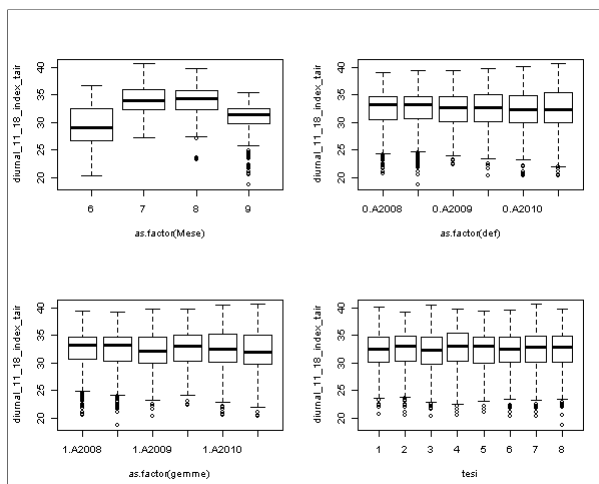 diurnal_11_18_index_tair
40
35
30
25
20
6 7 8 9
as.factor(Mese)
diurnal_11_18_index_tair
40
35
30
25
20
0.A2008 0.A2009 0.A2010
as.factor(def)
diurnal_11_18_index_tair
40
35
30
25
20
1.A2008 1.A2009 1.A2010
as.factor(gemme)
diurnal_11_18_index_tair
40
35
30
25
20
1 2 3 4 5 6 7 8
tesi